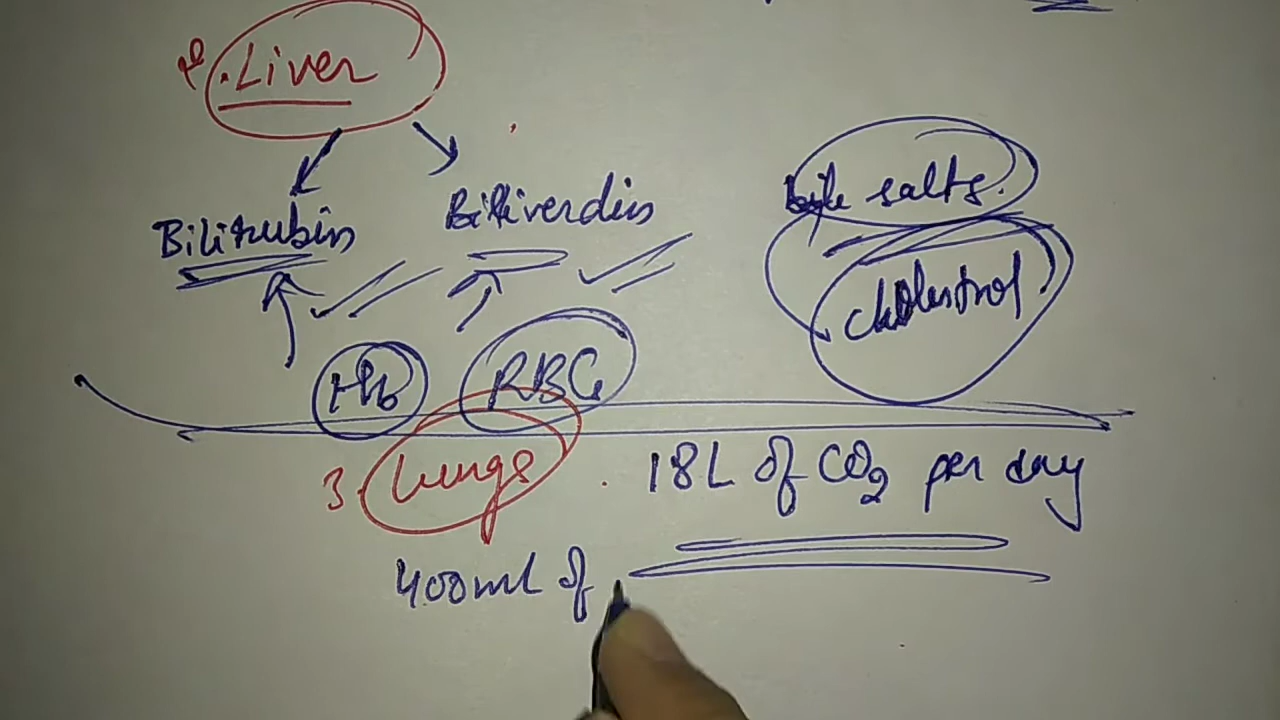 2. Liver
Bilirubin
Biliverdin
bile salts.
cholestrol
Hb
RBC
3. Lungs
. 18L of CO2 per day
400ml of